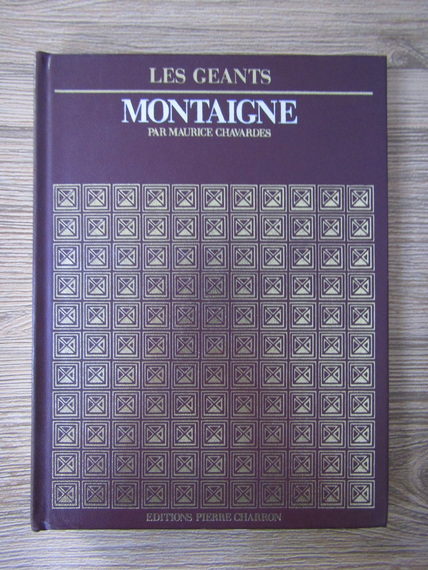 LES GEANTS
MONTAIGNE
PAR MAURICE CHAVARDES
EDITIONS PIERRE CHARRON